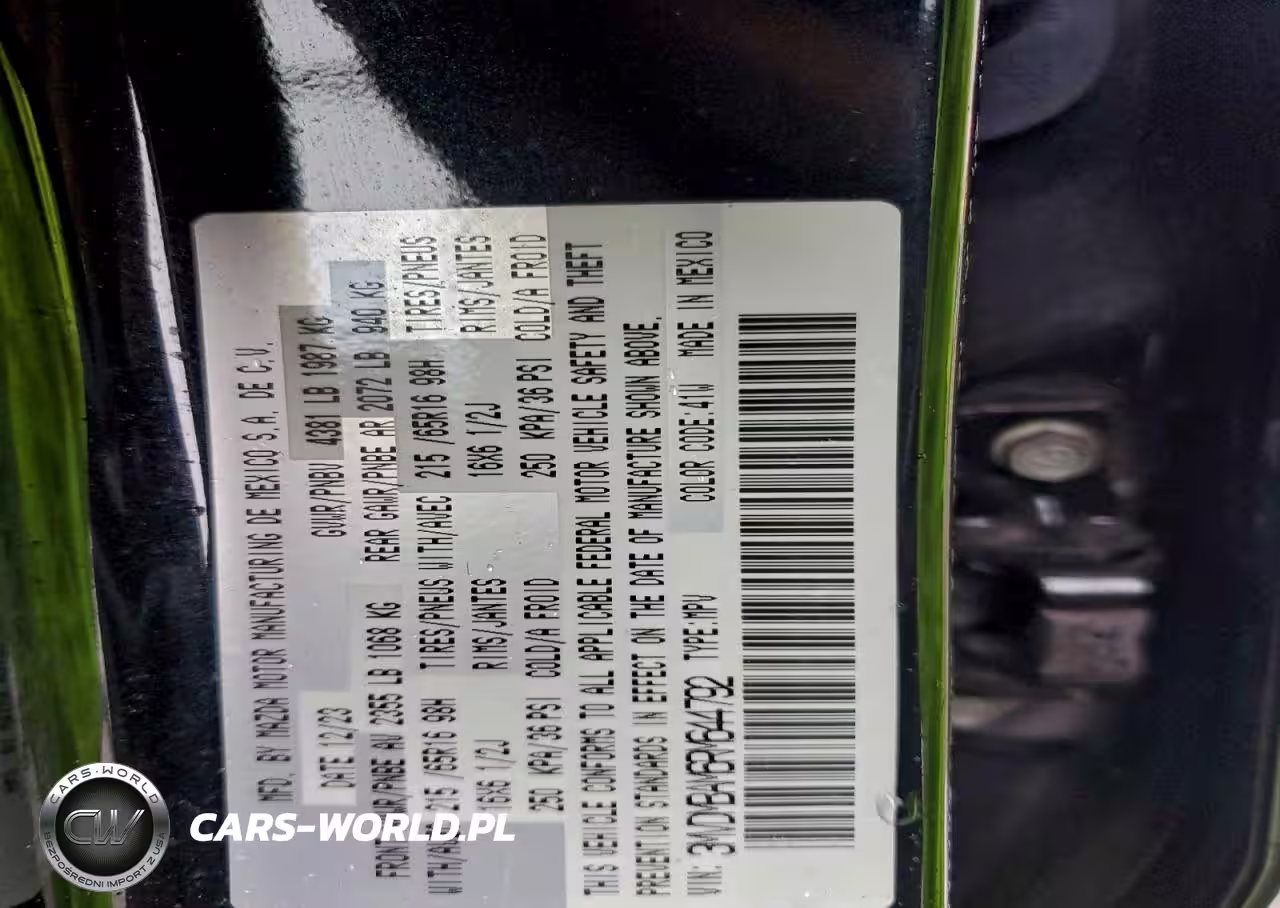 MFD. BY MAZDA MOTOR MANUFACTURING DE MEXICO S.A. DE C.V.
DATE 12/23
GVWR/PNBV 4381 LB 1987 KG
FRONT GAWR/PNBE AV 2355 LB 1068 KG
REAR GAWR/PNBE AR 2072 LB 940 KG
WITH/AVEC 215 /65R16 98H TIRES/PNEUS WITH/AVEC 215 /65R16 98H TIRES/PNEUS
16X6 1/2J RIMS/JANTES 16X6 1/2J RIMS/JANTES
250 KPA/36 PSI COLD/A FROID 250 KPA/36 PSI COLD/A FROID
THIS VEHICLE CONFORMS TO ALL APPLICABLE FEDERAL MOTOR VEHICLE SAFETY AND THEFT
PREVENTION STANDARDS IN EFFECT ON THE DATE OF MANUFACTURE SHOWN ABOVE.
VIN: TYPE:MPV COLOR CODE:41W MADE IN MEXICO
CARS-WORLD
CW
BEZPOŚREDNI IMPORT Z USA
CARS-WORLD.PL